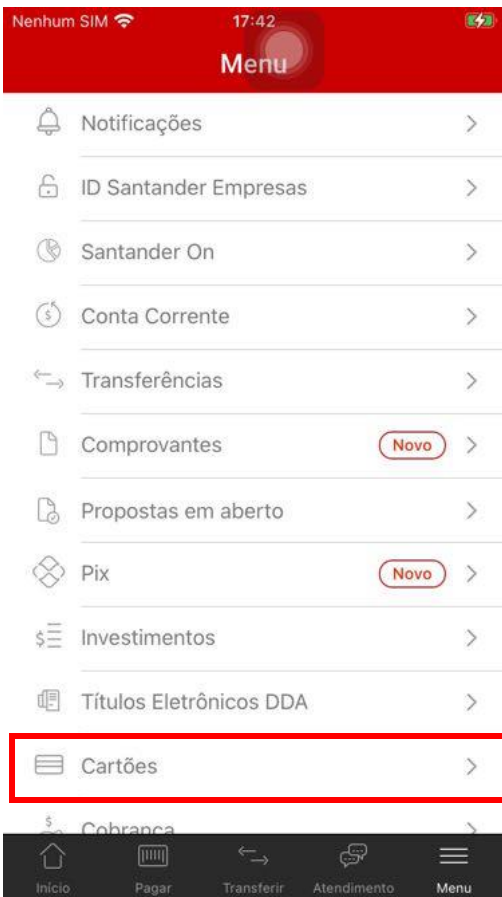 Nenhum SIM 17:42
Menu
Notificações
ID Santander Empresas
Santander On
Conta Corrente
Transferências
Comprovantes Novo
Propostas em aberto
Pix Novo
Investimentos
Títulos Eletrônicos DDA
Cartões
Cobrança
Início Pagar Transferir Atendimento Menu